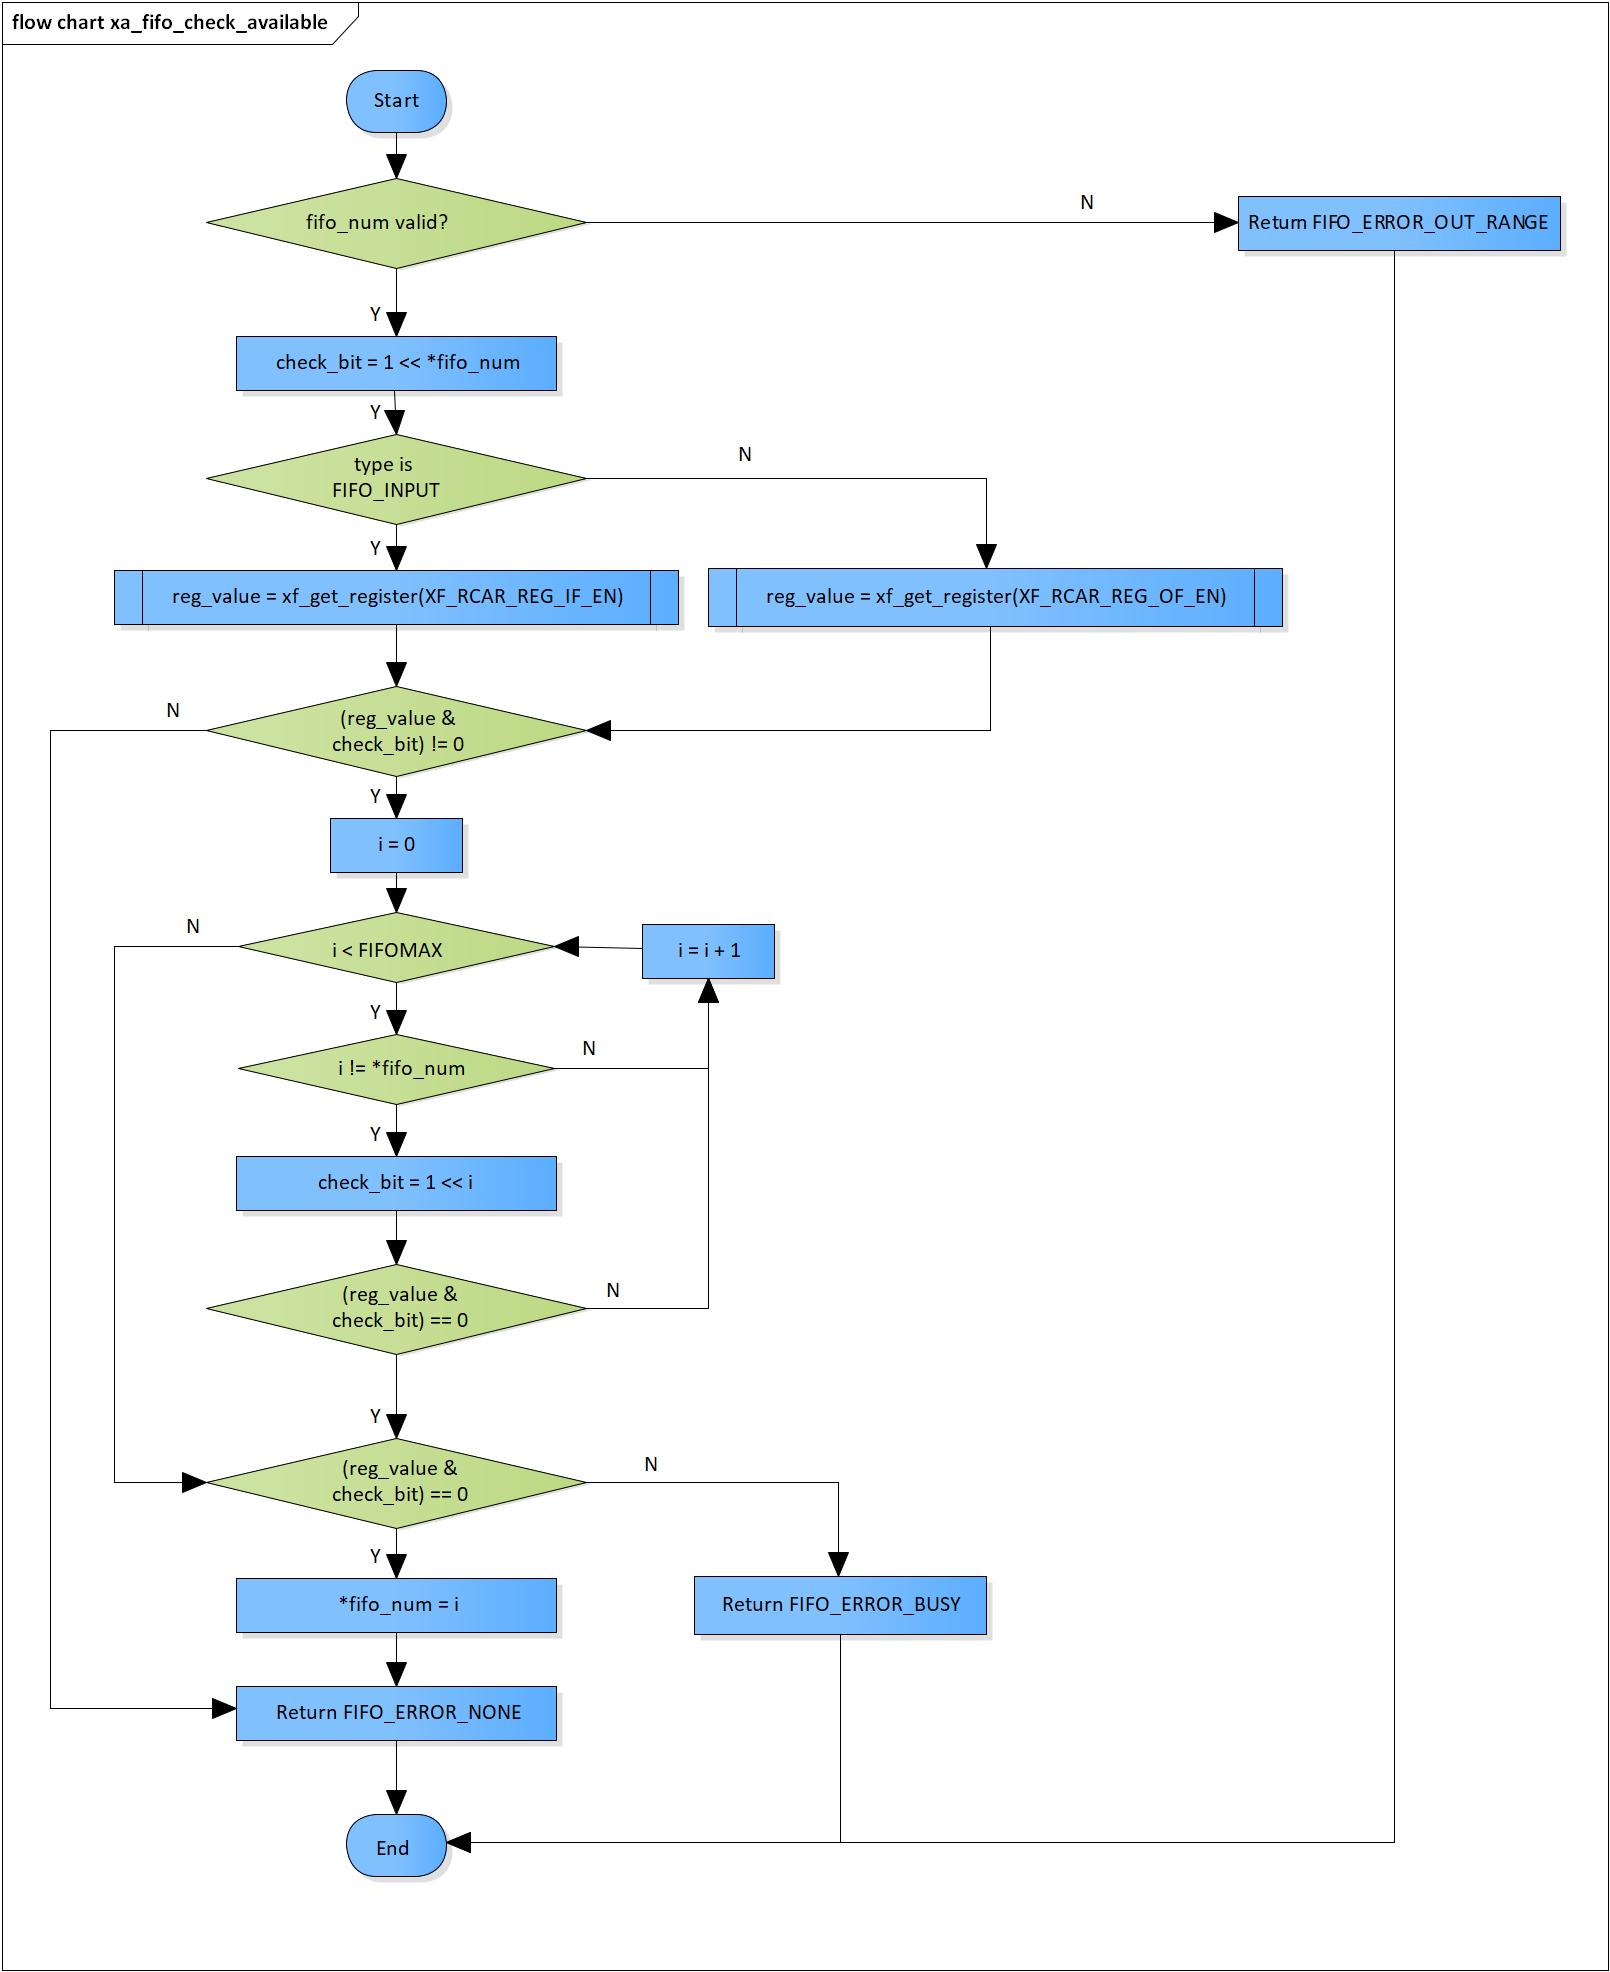 flow chart xa_fifo_check_available
Start
fifo_num valid?
N
Return FIFO_ERROR_OUT_RANGE
Y
check_bit = 1 << *fifo_num
Y
type is
FIFO_INPUT
N
Y
reg_value = xf_get_register(XF_RCAR_REG_IF_EN)
reg_value = xf_get_register(XF_RCAR_REG_OF_EN)
N
(reg_value &
check_bit) != 0
Y
i = 0
N
i < FIFOMAX
i = i + 1
Y
i != *fifo_num
N
Y
check_bit = 1 << i
(reg_value &
check_bit) == 0
N
Y
(reg_value &
check_bit) == 0
N
Y
*fifo_num = i
Return FIFO_ERROR_BUSY
Return FIFO_ERROR_NONE
End